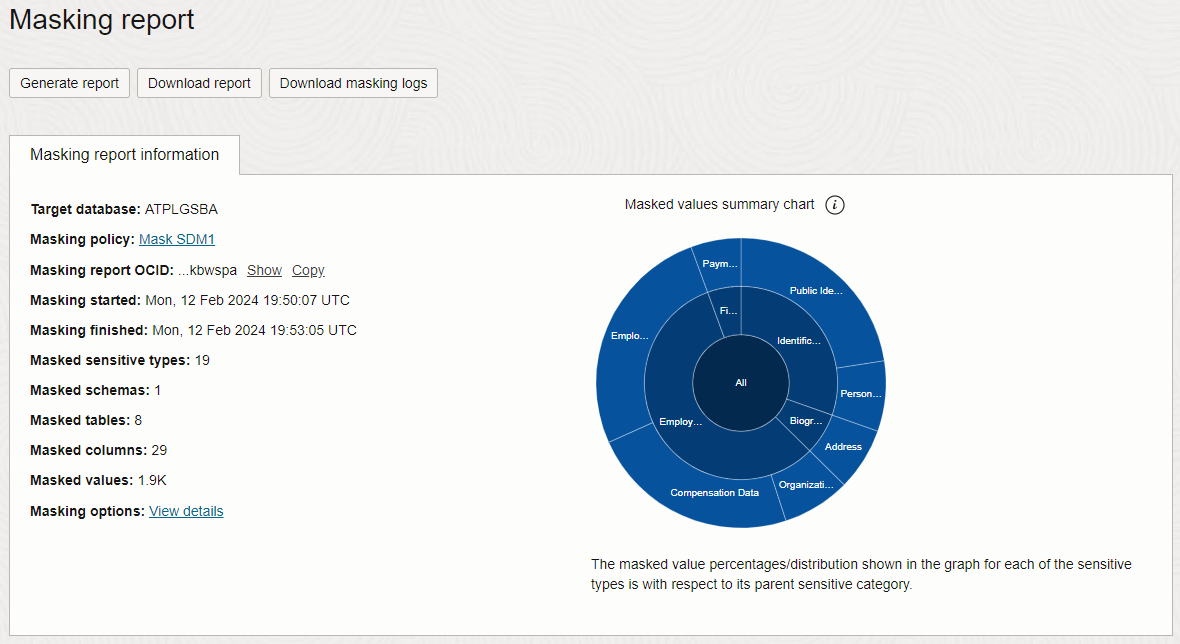 Masking report
Generate report
Download report
Download masking logs
Masking report information
Target database: ATPLGSBA
Masking policy: Mask SDM1
Masking report OCID: ...kbwspa Show Copy
Masking started: Mon, 12 Feb 2024 19:50:07 UTC
Masking finished: Mon, 12 Feb 2024 19:53:05 UTC
Masked sensitive types: 19
Masked schemas: 1
Masked tables: 8
Masked columns: 29
Masked values: 1.9K
Masking options: View details
Masked values summary chart i
Paym...
Public Ide...
Fi...
Emplo...
Identific...
All
Person...
Employ...
Biogr...
Address
Organizati...
Compensation Data
The masked value percentages/distribution shown in the graph for each of the sensitive
types is with respect to its parent sensitive category.